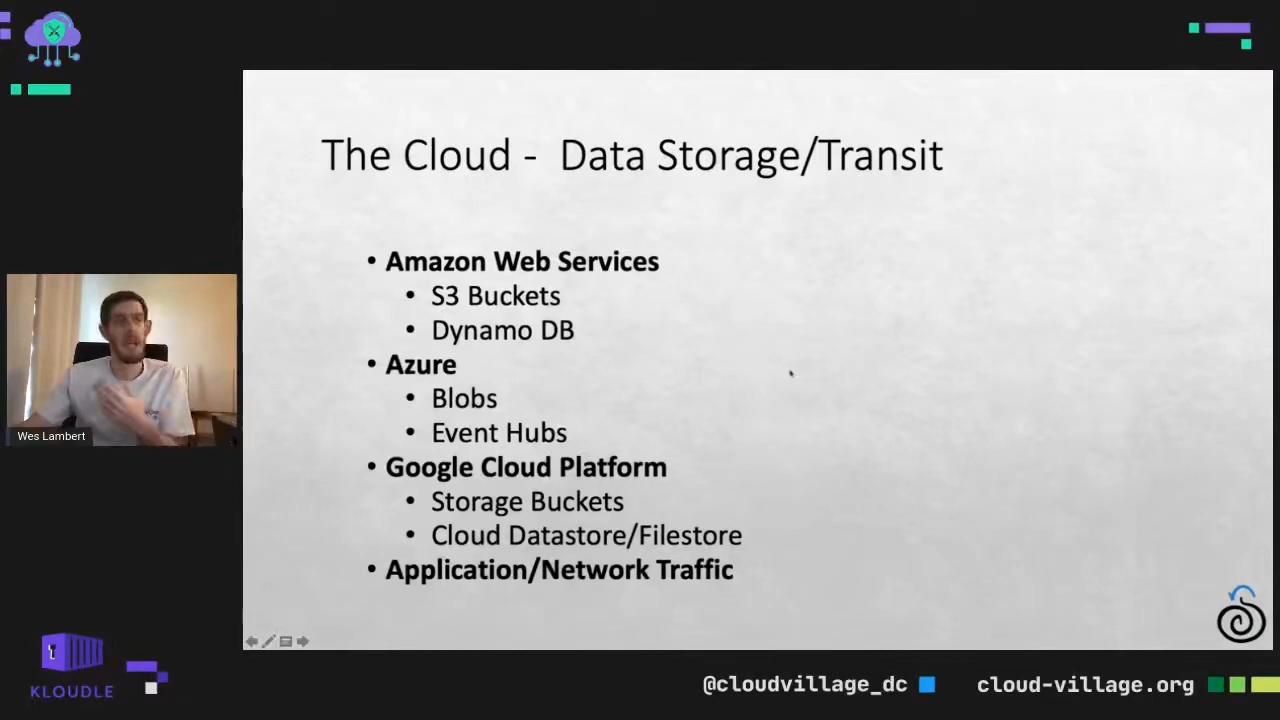 The Cloud - Data Storage/Transit
• Amazon Web Services
• S3 Buckets
• Dynamo DB
• Azure
• Blobs
• Event Hubs
• Google Cloud Platform
• Storage Buckets
• Cloud Datastore/Filestore
• Application/Network Traffic
Wes Lambert
KLOUDLE
@cloudvillage_dc
cloud-village.org